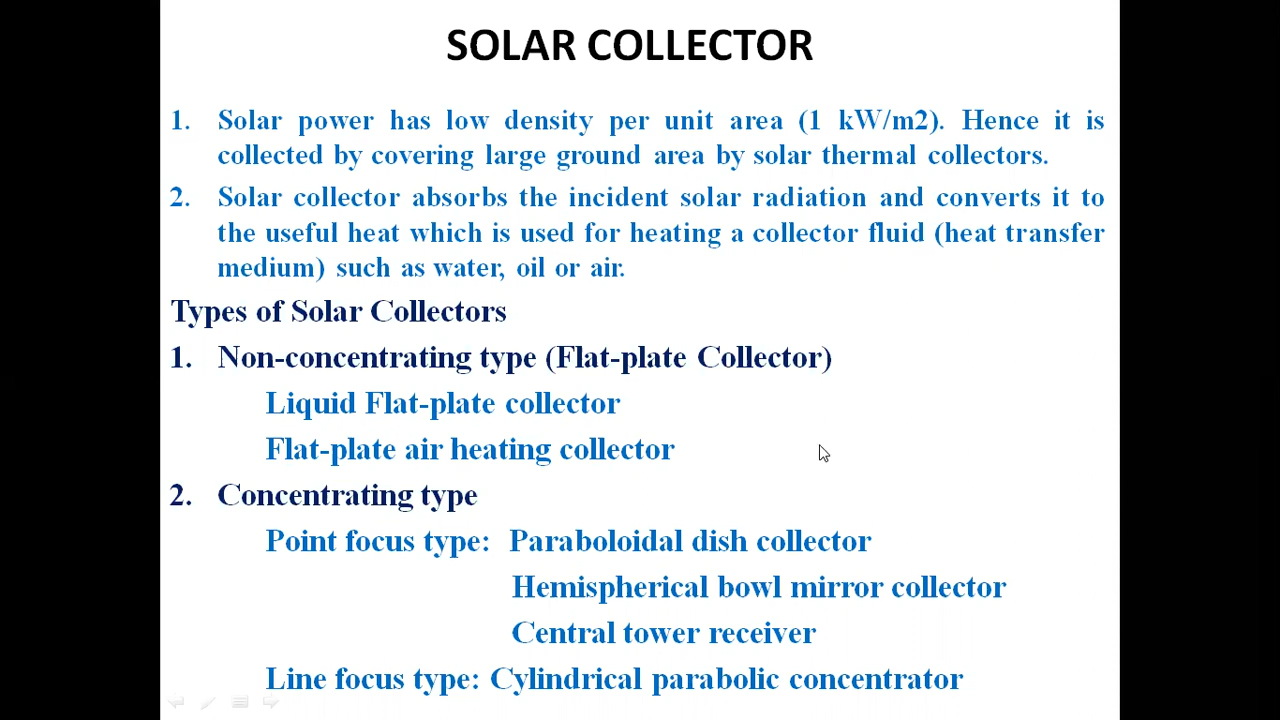 SOLAR COLLECTOR
1. Solar power has low density per unit area (1 kW/m2). Hence it is
collected by covering large ground area by solar thermal collectors.
2. Solar collector absorbs the incident solar radiation and converts it to
the useful heat which is used for heating a collector fluid (heat transfer
medium) such as water, oil or air.
Types of Solar Collectors
1. Non-concentrating type (Flat-plate Collector)
Liquid Flat-plate collector
Flat-plate air heating collector
2. Concentrating type
Point focus type: Paraboloidal dish collector
Hemispherical bowl mirror collector
Central tower receiver
Line focus type: Cylindrical parabolic concentrator